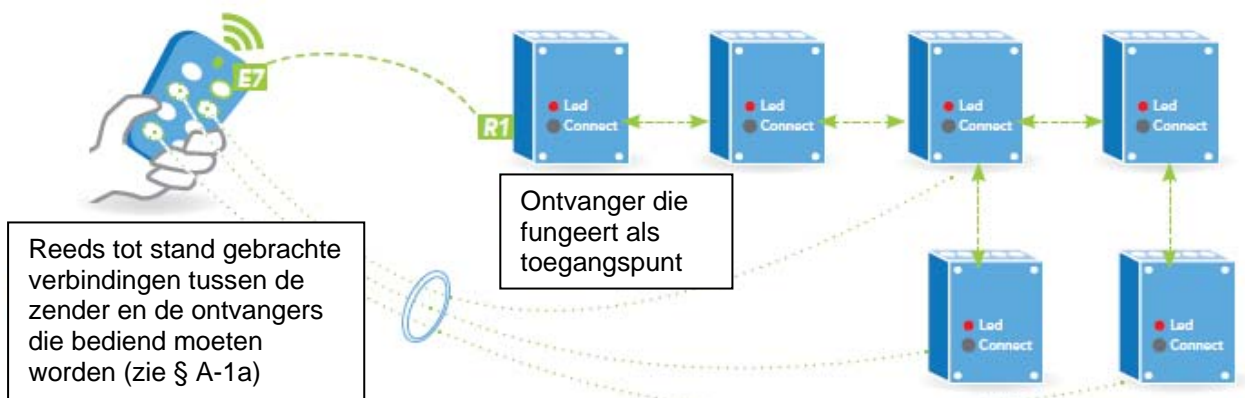 E7
R1
Led
Connect
Led
Connect
Led
Connect
Led
Connect
Ontvanger die
fungeert als
toegangspunt
Reeds tot stand gebrachte
verbindingen tussen de
zender en de ontvangers
die bediend moeten
worden (zie § A-1a)
Led
Connect
Led
Connect